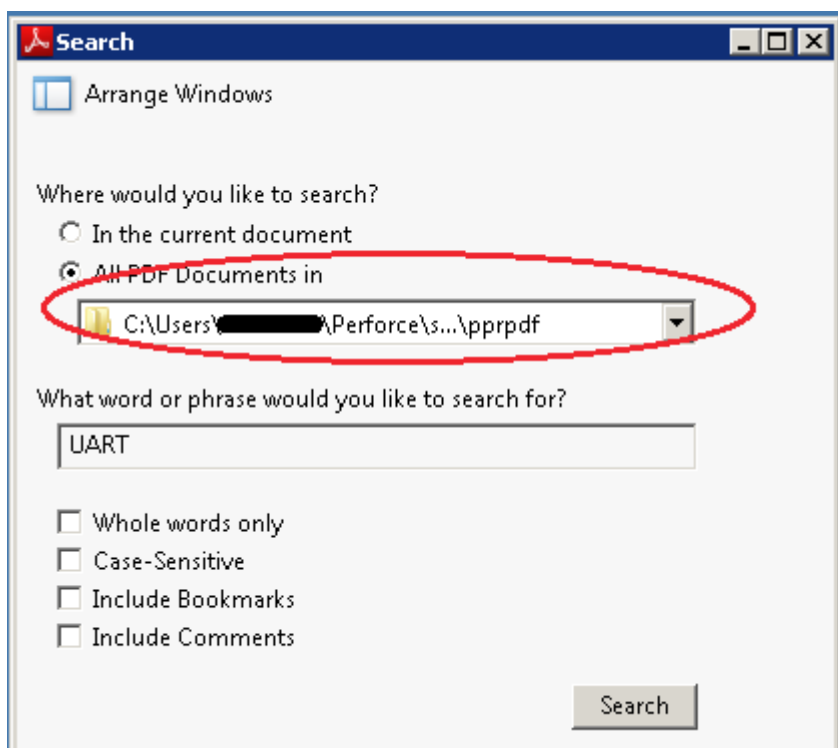 Search
Arrange Windows
Where would you like to search?
In the current document
All PDF Documents in
C:\Users\ \Perforce\s...\pprpdf
What word or phrase would you like to search for?
UART
Whole words only
Case-Sensitive
Include Bookmarks
Include Comments
Search